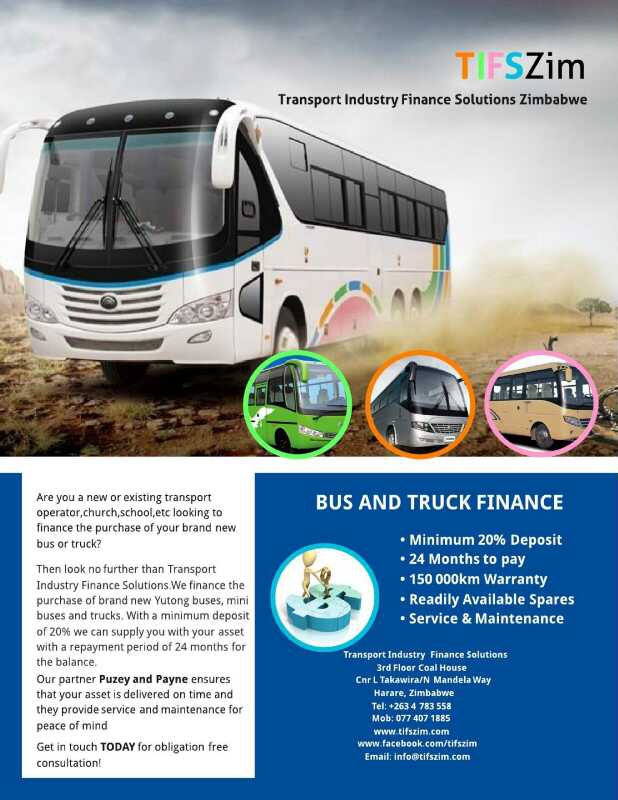 TIFSZim
Transport Industry Finance Solutions Zimbabwe
Are you a new or existing transport
operator,church,school,etc looking to
finance the purchase of your brand new
bus or truck?
Then look no further than Transport
Industry Finance Solutions.We finance the
purchase of brand new Yutong buses, mini
buses and trucks. With a minimum deposit
of 20% we can supply you with your asset
with a repayment period of 24 months for
the balance.
Our partner Puzey and Payne ensures
that your asset is delivered on time and
they provide service and maintenance for
peace of mind
Get in touch TODAY for obligation free
consultation!
BUS AND TRUCK FINANCE
• Minimum 20% Deposit
• 24 Months to pay
• 150 000km Warranty
• Readily Available Spares
• Service & Maintenance
Transport Industry Finance Solutions
3rd Floor Coal House
Cnr L Takawira/N Mandela Way
Harare, Zimbabwe
Tel: +263 4 783 558
Mob: 077 407 1885
www.tifszim.com
www.facebook.com/tifszim
Email: info@tifszim.com